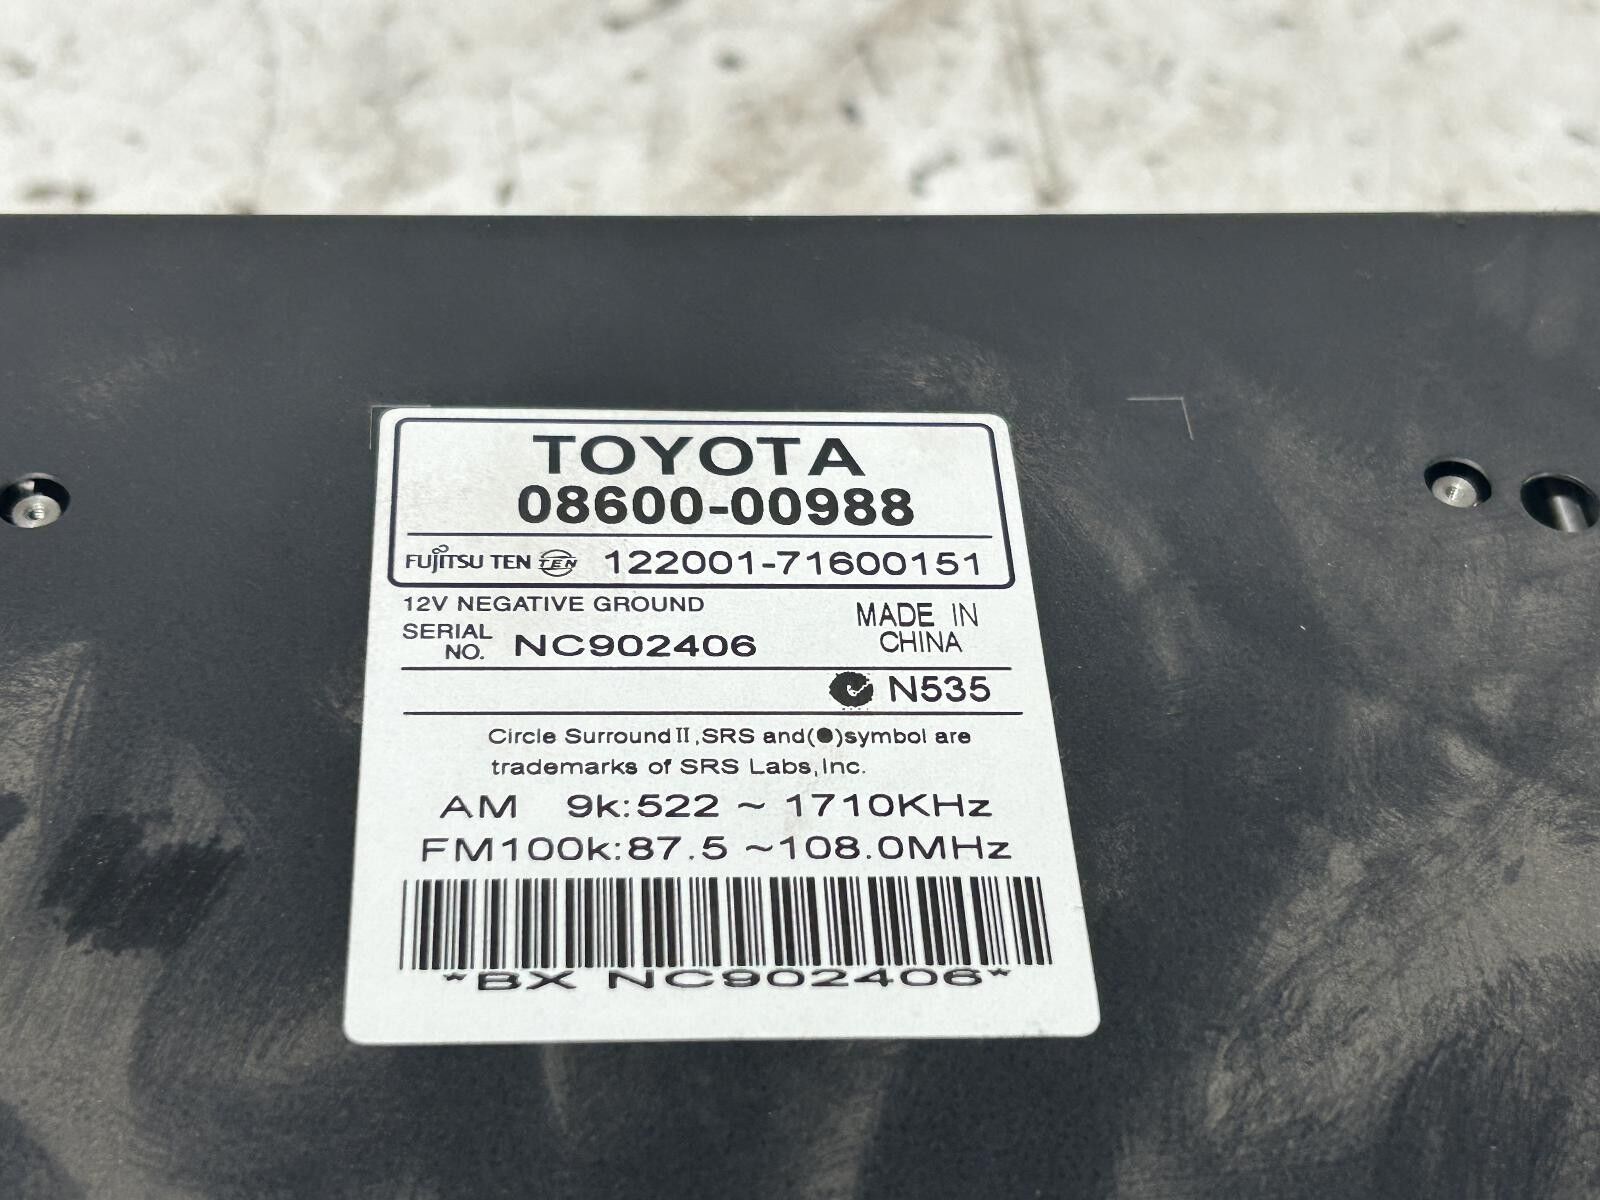 TOYOTA
08600-00988
FUJITSU TEN TEN 122001-71600151
12V NEGATIVE GROUND
SERIAL NO. NC902406
MADE IN CHINA
N535
Circle Surround II, SRS and(●)symbol are
trademarks of SRS Labs, Inc.
AM 9k:522 ~ 1710KHz
FM100k:87.5 ~108.0MHz
*BX NC902406*